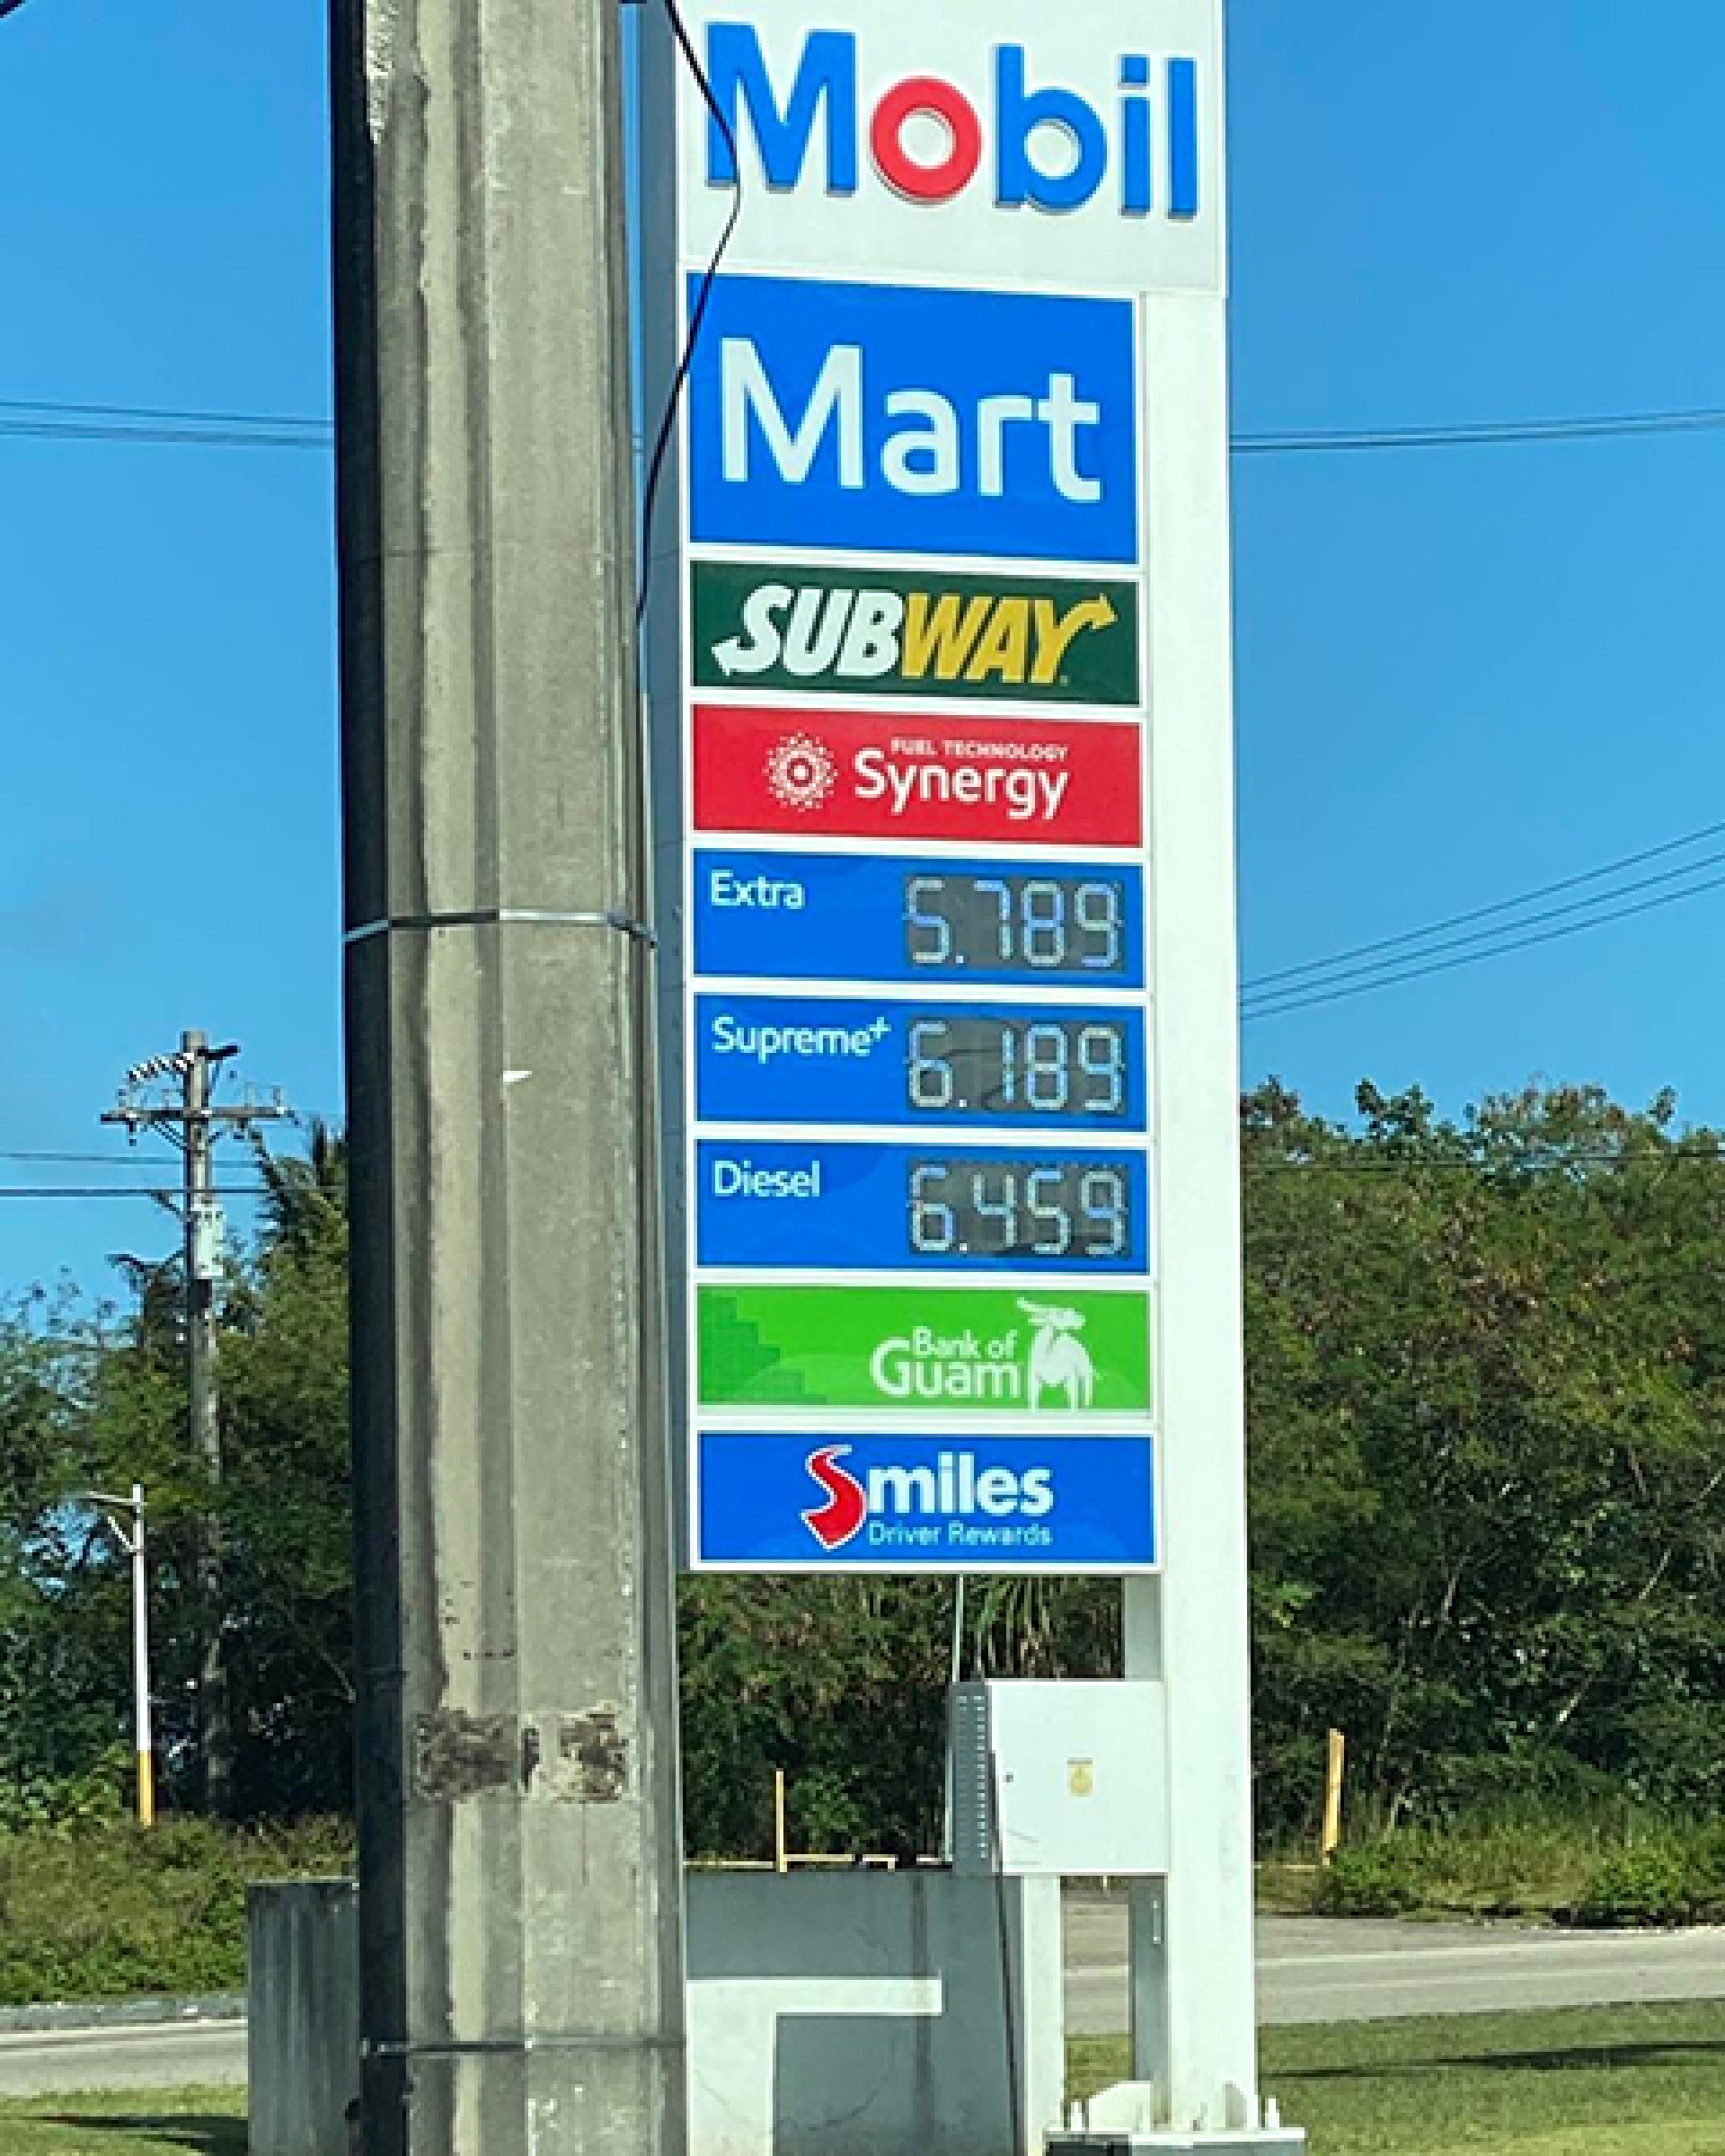 Mobil
Mart
SUBWAY
FUEL TECHNOLOGY
Synergy
Extra 5.789
Supreme+ 6.189
Diesel 6.459
Bank of
Guam
Smiles
Driver Rewards